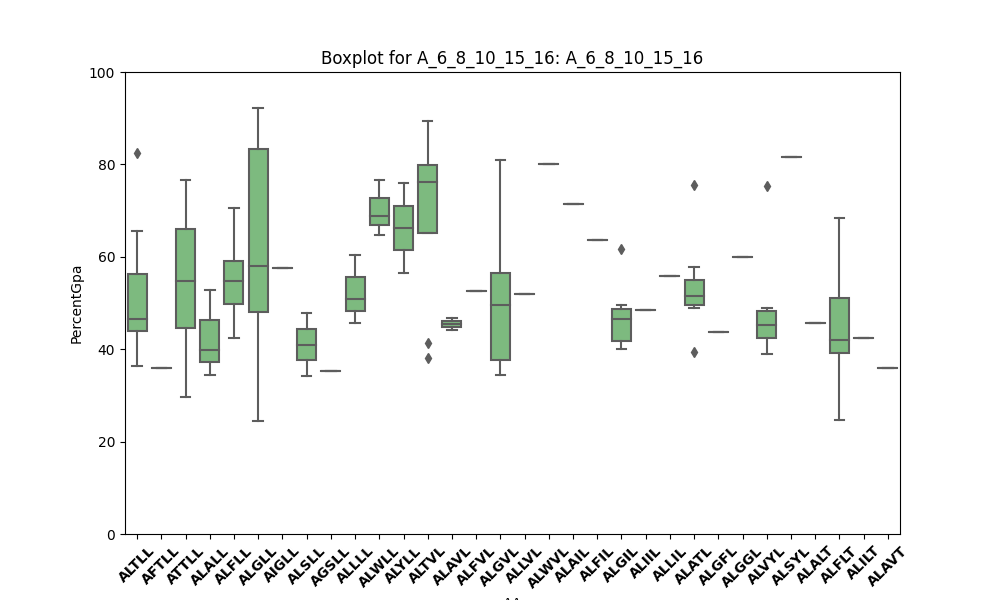 Boxplot for A_6_8_10_15_16: A_6_8_10_15_16
PercentGpa
100
80
60
40
20
0
ALTLL
AFTLL
ATTLL
ALALL
ALFLL
ALGLL
AIGLL
ALSLL
AGSLL
ALLLL
ALWLL
ALYLL
ALTVL
ALAVL
ALFVL
ALGVL
ALLVL
ALWVL
ALAIL
ALFIL
ALGIL
ALIIL
ALLIL
ALATL
ALGFL
ALGGL
ALVYL
ALSYL
ALALT
ALFLT
ALILT
ALAVT